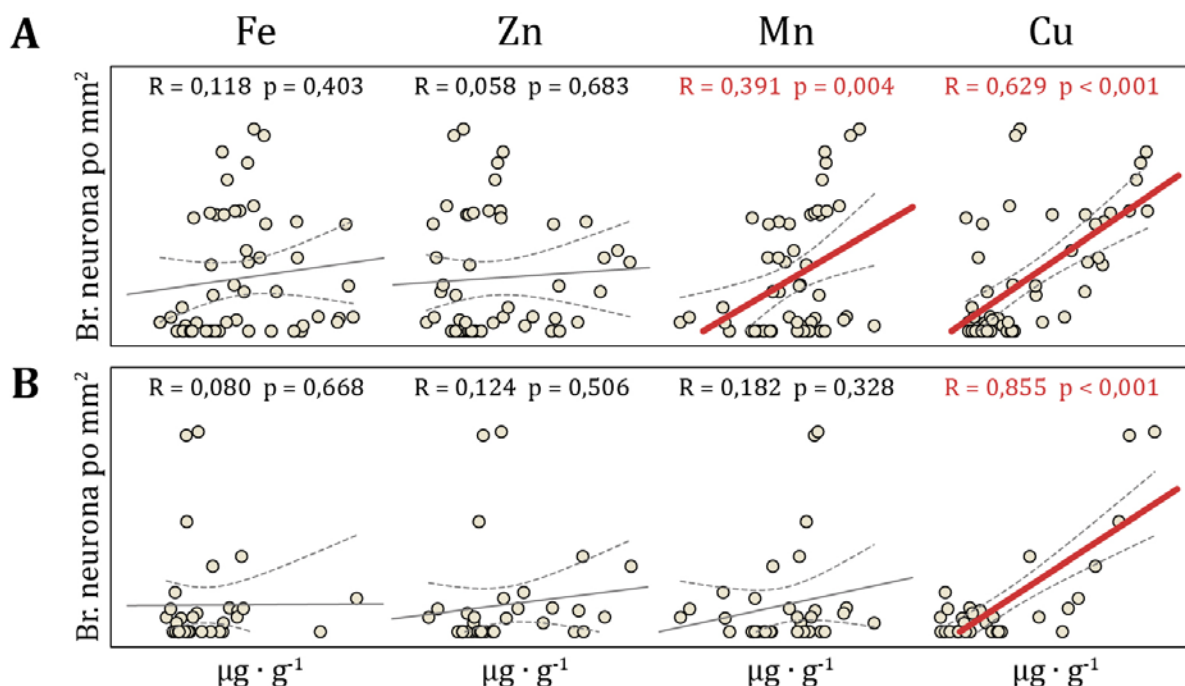 A
Fe Zn Mn Cu
R = 0,118 p = 0,403 R = 0,058 p = 0,683 R = 0,391 p = 0,004 R = 0,629 p < 0,001
Br. neurona po mm²
B
R = 0,080 p = 0,668 R = 0,124 p = 0,506 R = 0,182 p = 0,328 R = 0,855 p < 0,001
Br. neurona po mm²
µg · g⁻¹ µg · g⁻¹ µg · g⁻¹ µg · g⁻¹